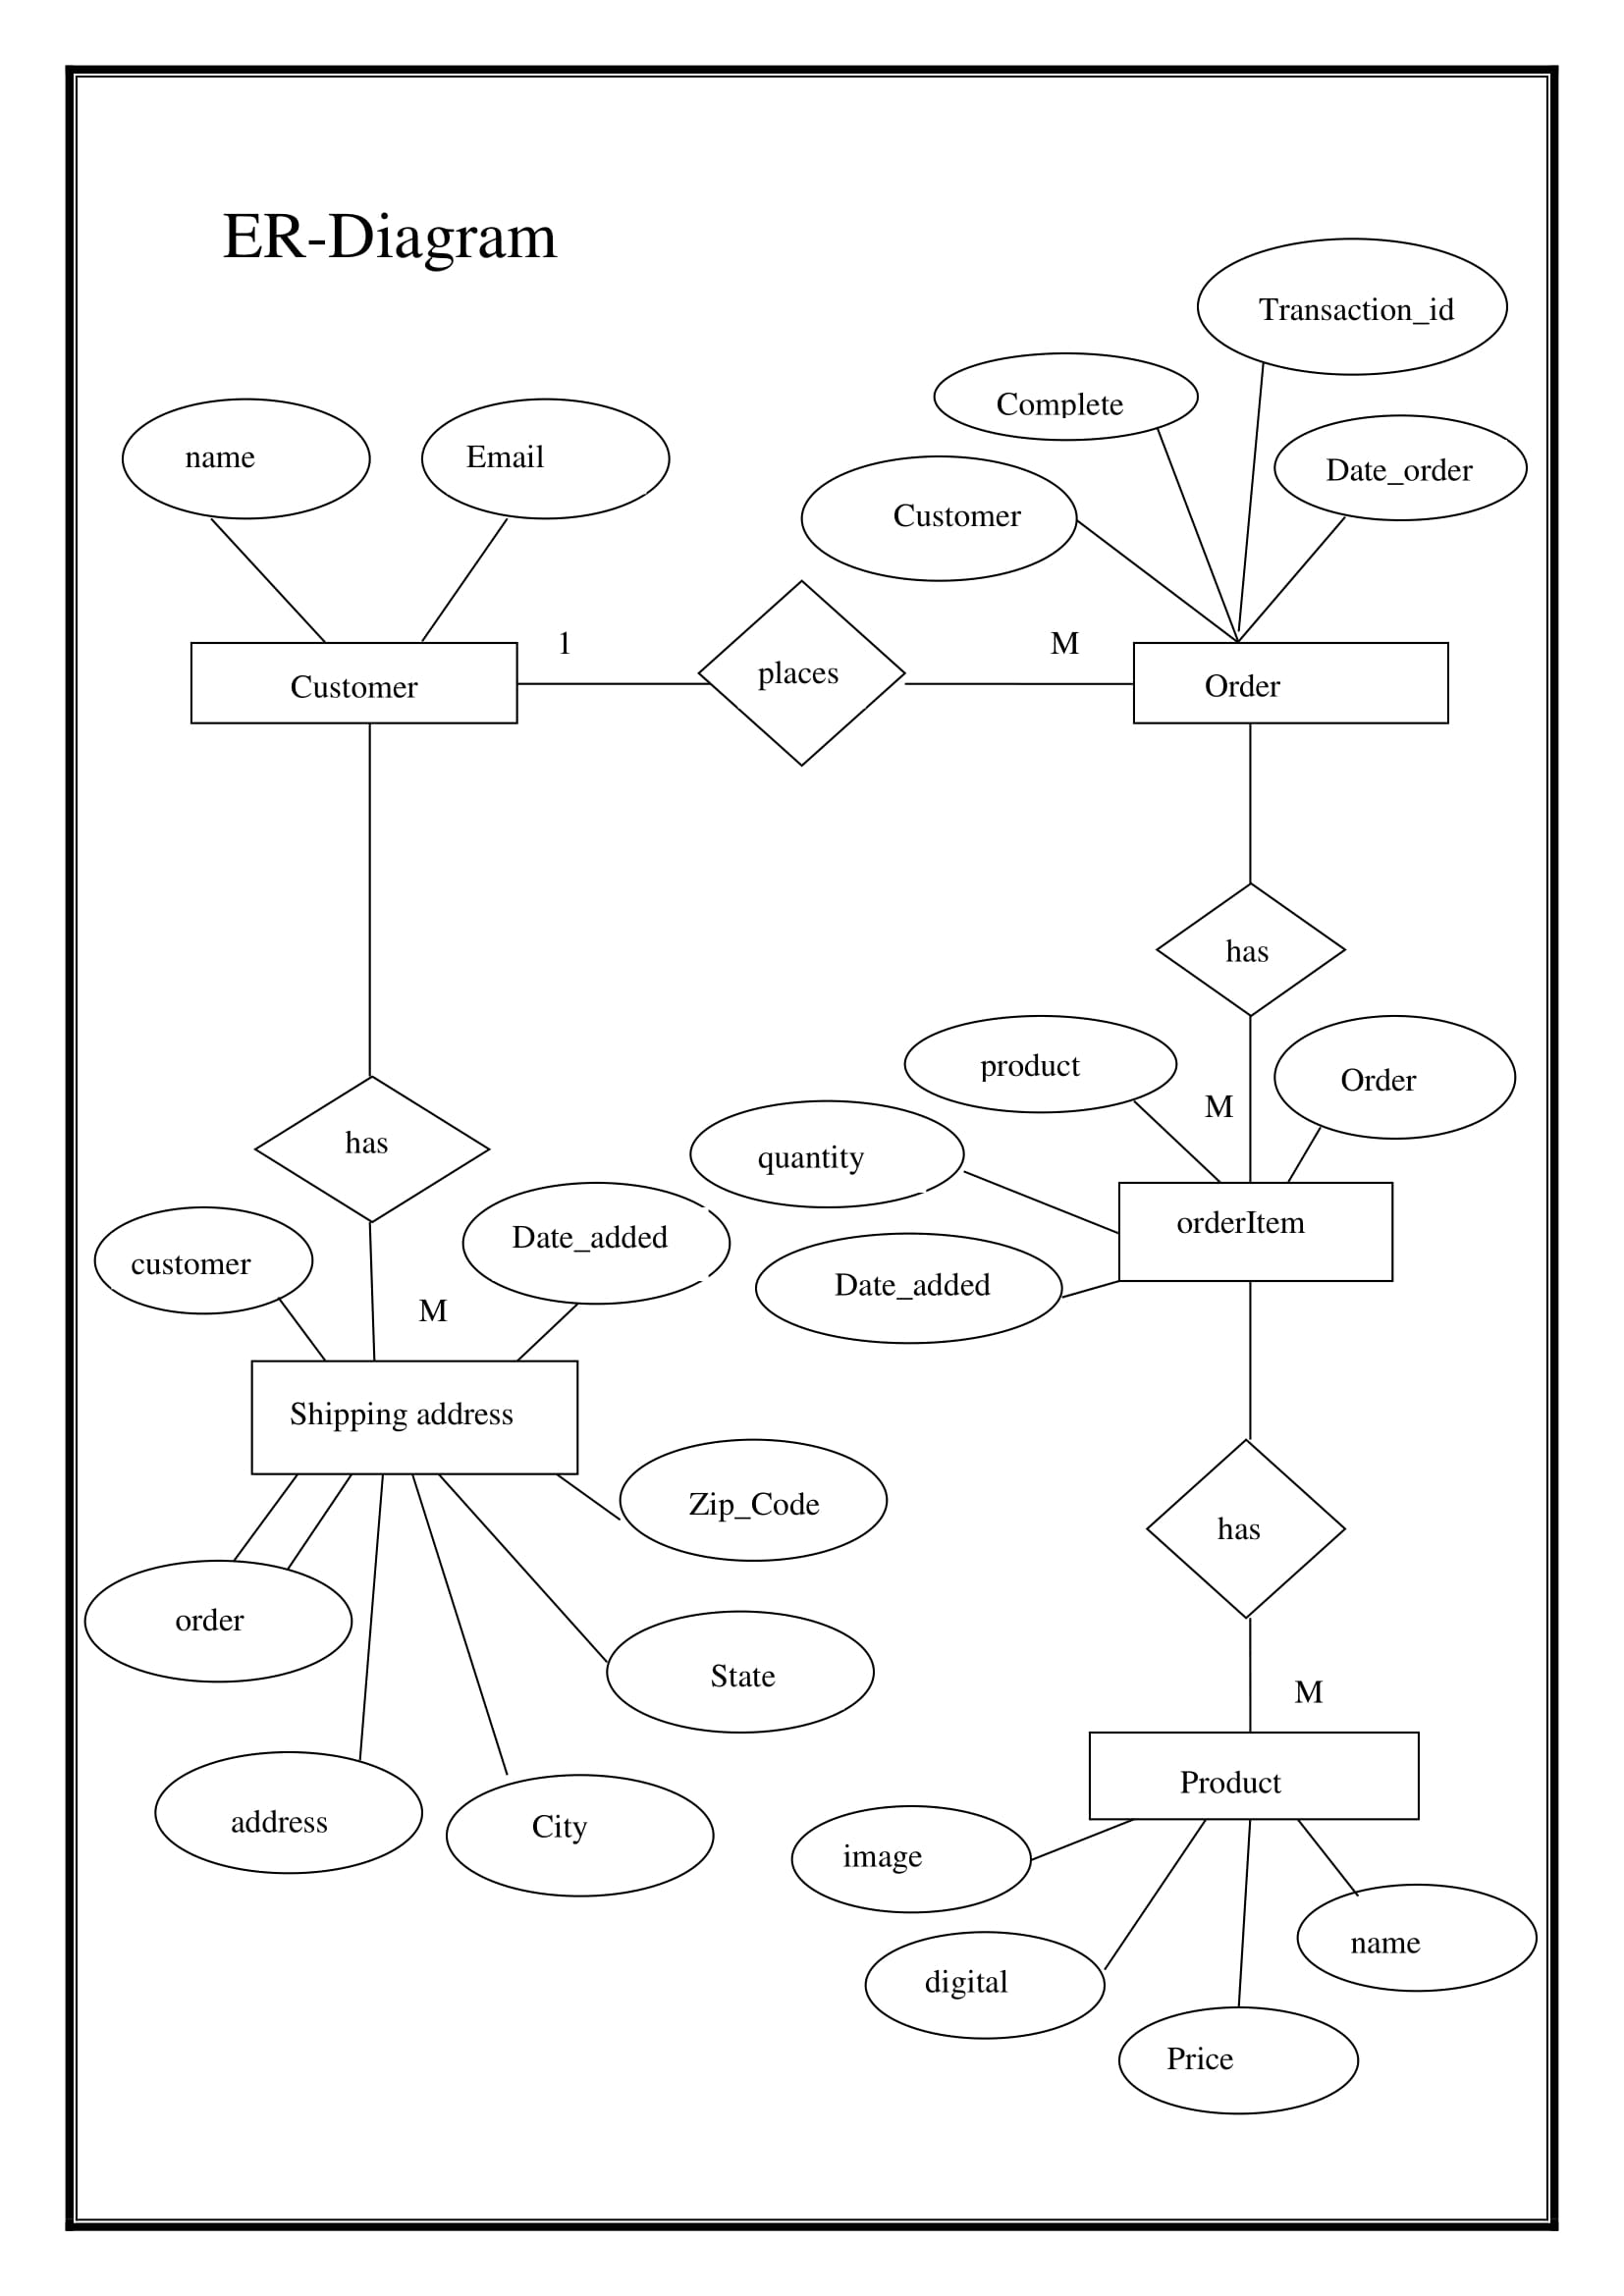 ER-Diagram
Transaction_id
Complete
Date_order
name
Email
Customer
1
M
places
Customer
Order
has
product
Order
M
has
quantity
orderItem
Date_added
customer
Date_added
M
Shipping address
Zip_Code
has
order
State
M
Product
address
City
image
name
digital
Price